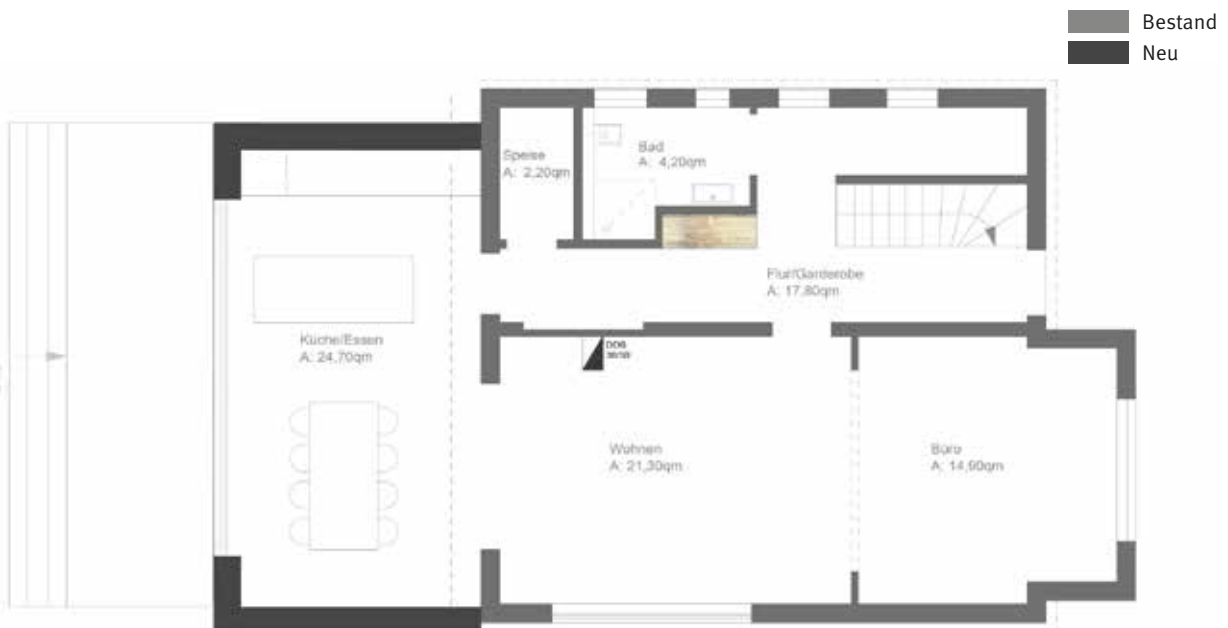 Bestand
Neu
Speise
A: 2,20qm
Bad
A: 4,20qm
Flur/Garderobe
A: 17,80qm
Küche/Essen
A: 24,70qm
Wohnen
A: 21,30qm
Büro
A: 14,60qm